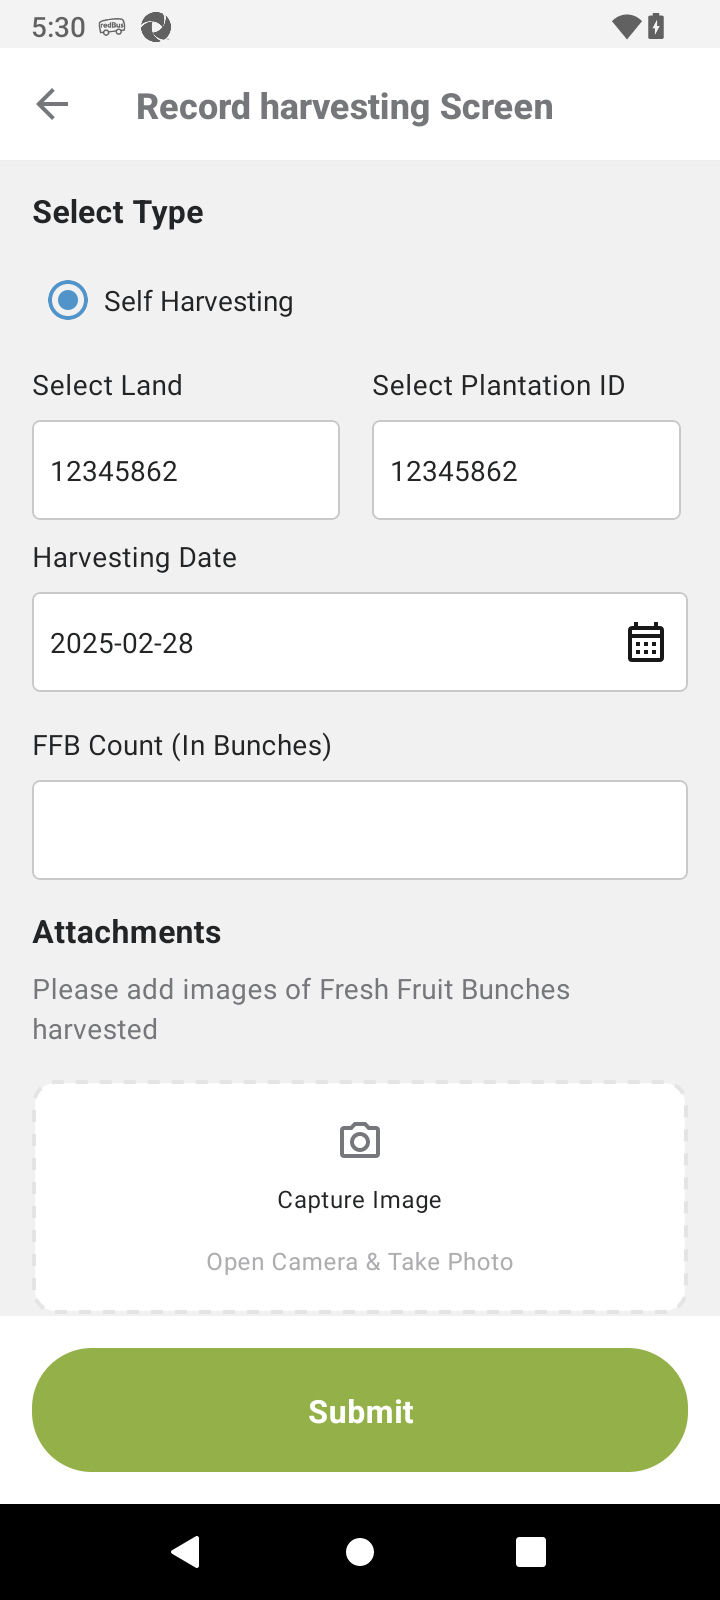 5:30 redBus
Record harvesting Screen
Select Type
Self Harvesting
Select Land Select Plantation ID
12345862 12345862
Harvesting Date
2025-02-28
FFB Count (In Bunches)
Attachments
Please add images of Fresh Fruit Bunches
harvested
Capture Image
Open Camera & Take Photo
Submit